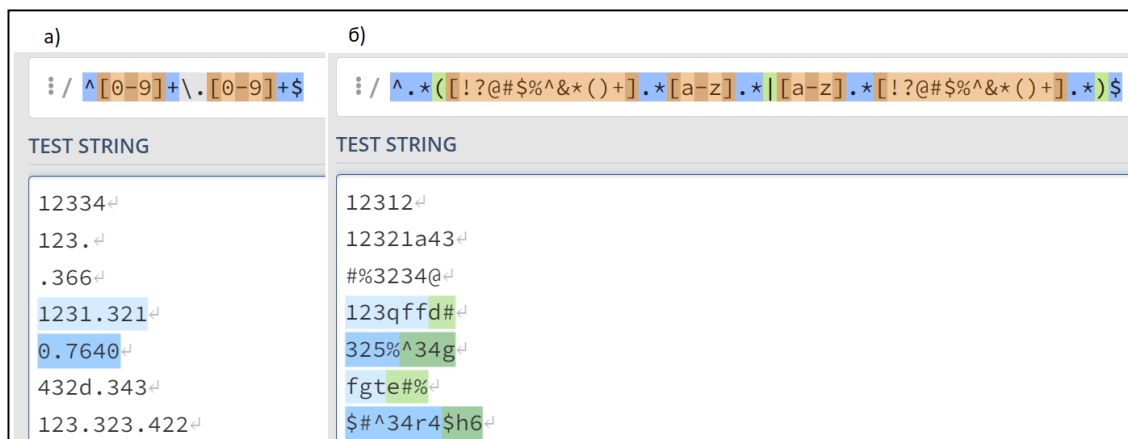 а)
/ ^[0-9]+\.[0-9]+$
TEST STRING
12334↵
123.↵
.366↵
1231.321↵
0.7640↵
432d.343↵
123.323.422↵
б)
/ ^.*([!?@#$%^&*()+].*[a-z].*|[a-z].*[!?@#$%^&*()+].*)$
TEST STRING
12312↵
12321a43↵
#%3234@↵
123qffd#↵
325%^34g↵
fgte#%↵
$#^34r4$h6↵